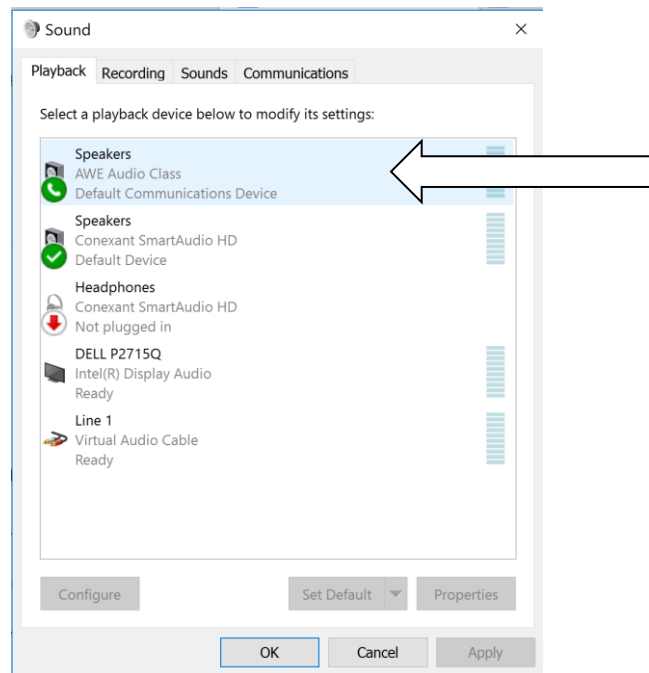 Sound
Playback Recording Sounds Communications
Select a playback device below to modify its settings:
Speakers
AWE Audio Class
Default Communications Device
Speakers
Conexant SmartAudio HD
Default Device
Headphones
Conexant SmartAudio HD
Not plugged in
DELL P2715Q
Intel(R) Display Audio
Ready
Line 1
Virtual Audio Cable
Ready
Configure Set Default Properties
OK Cancel Apply